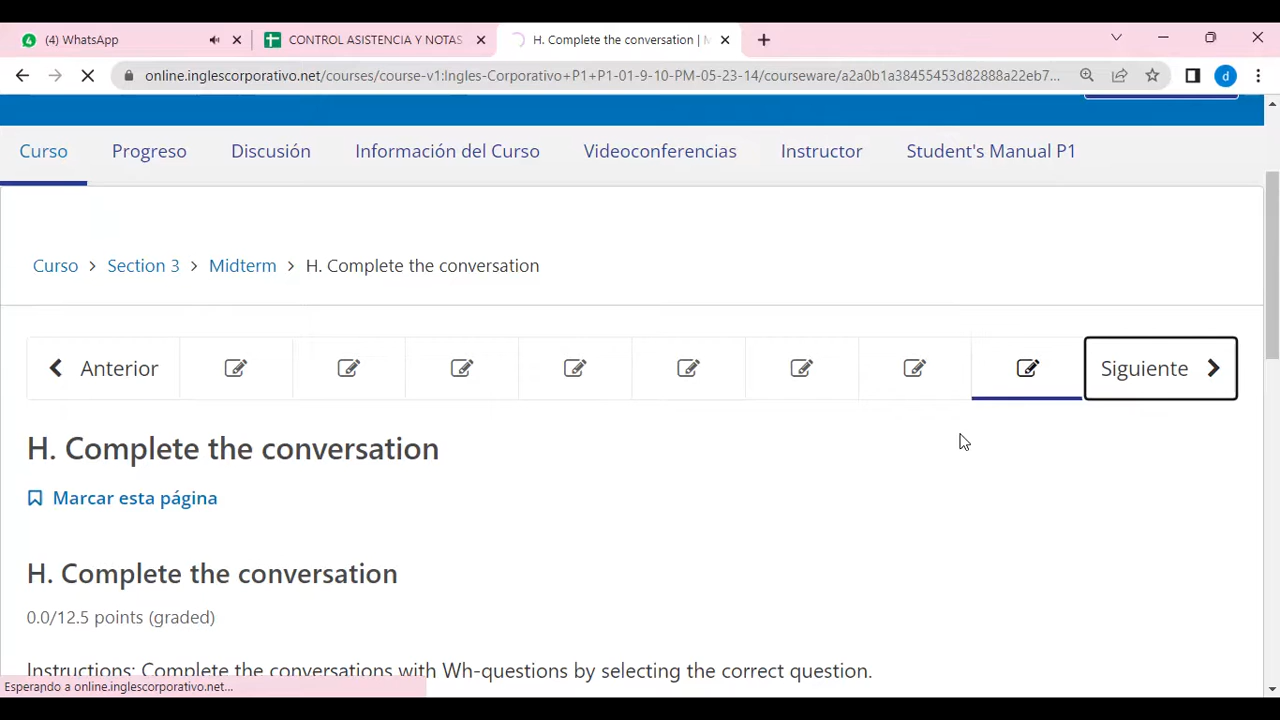 (4) WhatsApp
CONTROL ASISTENCIA Y NOTAS
H. Complete the conversation |
online.inglescorporativo.net/courses/course-v1:Ingles-Corporativo+P1+P1-01-9-10-PM-05-23-14/courseware/a2a0b1a38455453d82888a22eb7...
d
Curso
Progreso
Discusión
Información del Curso
Videoconferencias
Instructor
Student's Manual P1
Curso > Section 3 > Midterm > H. Complete the conversation
Anterior
Siguiente
H. Complete the conversation
Marcar esta página
H. Complete the conversation
0.0/12.5 points (graded)
Instructions: Complete the conversations with Wh-questions by selecting the correct question.
Esperando a online.inglescorporativo.net...